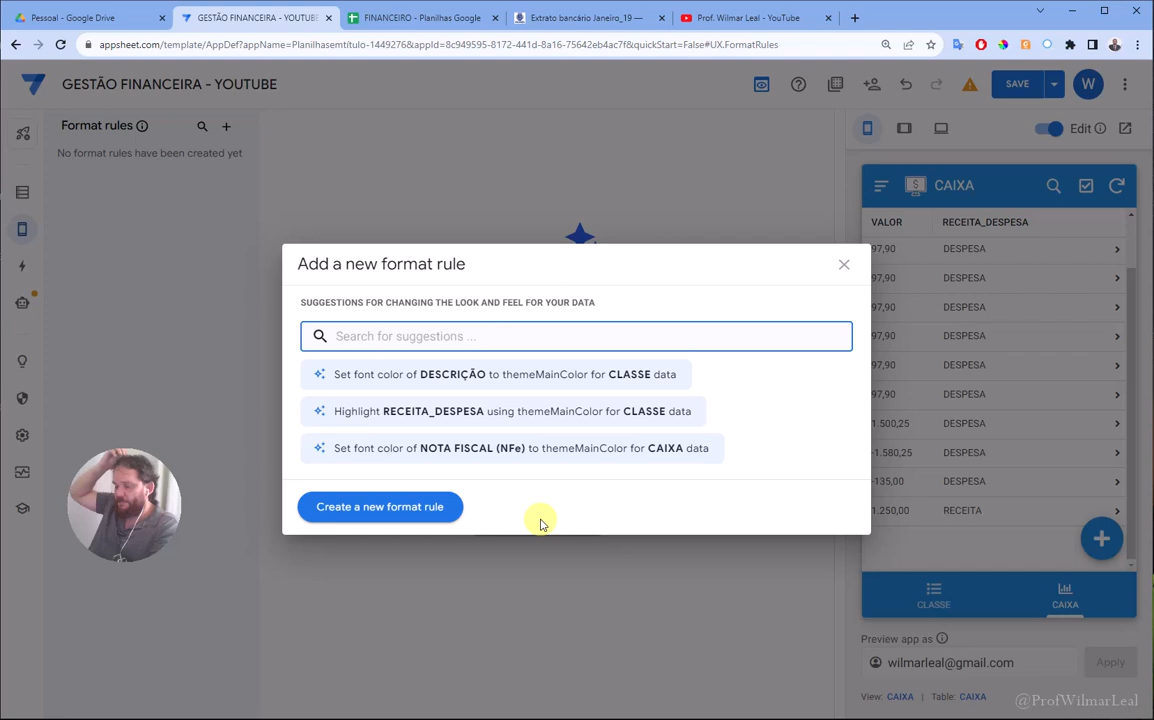 Pessoal - Google Drive
GESTÃO FINANCEIRA - YOUTUBE
FINANCEIRO - Planilhas Google
Extrato bancário Janeiro_19 —
Prof. Wilmar Leal - YouTube
appsheet.com/template/AppDef?appName=Planilhasemtítulo-1449276&appId=8c949595-8172-441d-8a16-75642eb4ac7f&quickStart=False#UX.FormatRules
GESTÃO FINANCEIRA - YOUTUBE
SAVE
W
Format rules
No format rules have been created yet
Edit
CAIXA
VALOR RECEITA_DESPESA
97,90 DESPESA
97,90 DESPESA
97,90 DESPESA
97,90 DESPESA
97,90 DESPESA
97,90 DESPESA
1.500,25 DESPESA
-1.580,25 DESPESA
-135,00 DESPESA
1.250,00 RECEITA
CLASSE
CAIXA
Add a new format rule
SUGGESTIONS FOR CHANGING THE LOOK AND FEEL FOR YOUR DATA
Search for suggestions ...
Set font color of DESCRIÇÃO to themeMainColor for CLASSE data
Highlight RECEITA_DESPESA using themeMainColor for CLASSE data
Set font color of NOTA FISCAL (NFe) to themeMainColor for CAIXA data
Create a new format rule
Preview app as
wilmarleal@gmail.com
Apply
View: CAIXA | Table: CAIXA
@ProfWilmarLeal